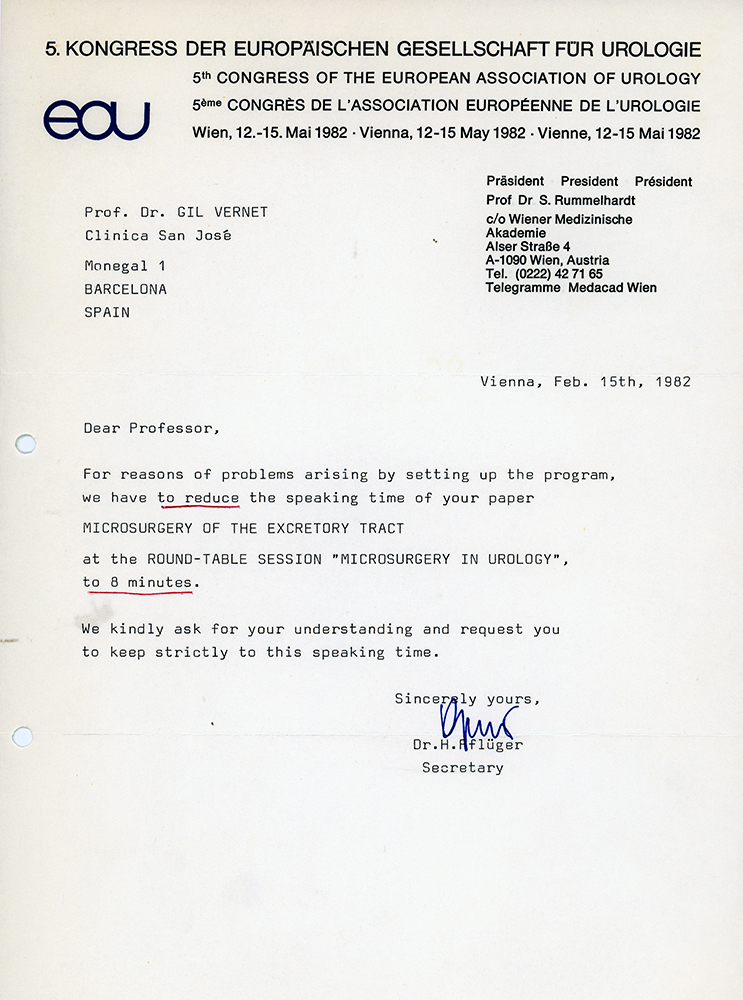 5. KONGRESS DER EUROPÄISCHEN GESELLSCHAFT FÜR UROLOGIE
5th CONGRESS OF THE EUROPEAN ASSOCIATION OF UROLOGY
5ème CONGRÈS DE L'ASSOCIATION EUROPÉENNE DE L'UROLOGIE
eau
Wien, 12.-15. Mai 1982 · Vienna, 12-15 May 1982 · Vienne, 12-15 Mai 1982
Präsident President Président
Prof Dr S. Rummelhardt
c/o Wiener Medizinische
Akademie
Alser Straße 4
A-1090 Wien, Austria
Tel. (0222) 42 71 65
Telegramme Medacad Wien
Prof. Dr. GIL VERNET
Clinica San José
Monegal 1
BARCELONA
SPAIN
Vienna, Feb. 15th, 1982
Dear Professor,
For reasons of problems arising by setting up the program,
we have to reduce the speaking time of your paper
MICROSURGERY OF THE EXCRETORY TRACT
at the ROUND-TABLE SESSION "MICROSURGERY IN UROLOGY",
to 8 minutes.
We kindly ask for your understanding and request you
to keep strictly to this speaking time.
Sincerely yours,
Dr.H.Pflüger
Secretary